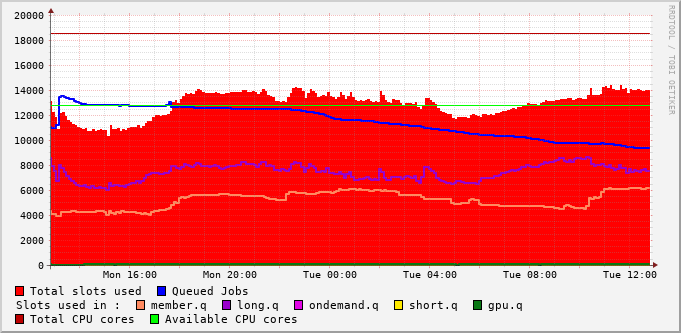 20000
18000
16000
14000
12000
10000
8000
6000
4000
2000
0
Mon 16:00 Mon 20:00 Tue 00:00 Tue 04:00 Tue 08:00 Tue 12:00
Total slots used Queued Jobs
Slots used in : member.q long.q ondemand.q short.q gpu.q
Total CPU cores Available CPU cores
RRDTOOL / TOBI OETIKER